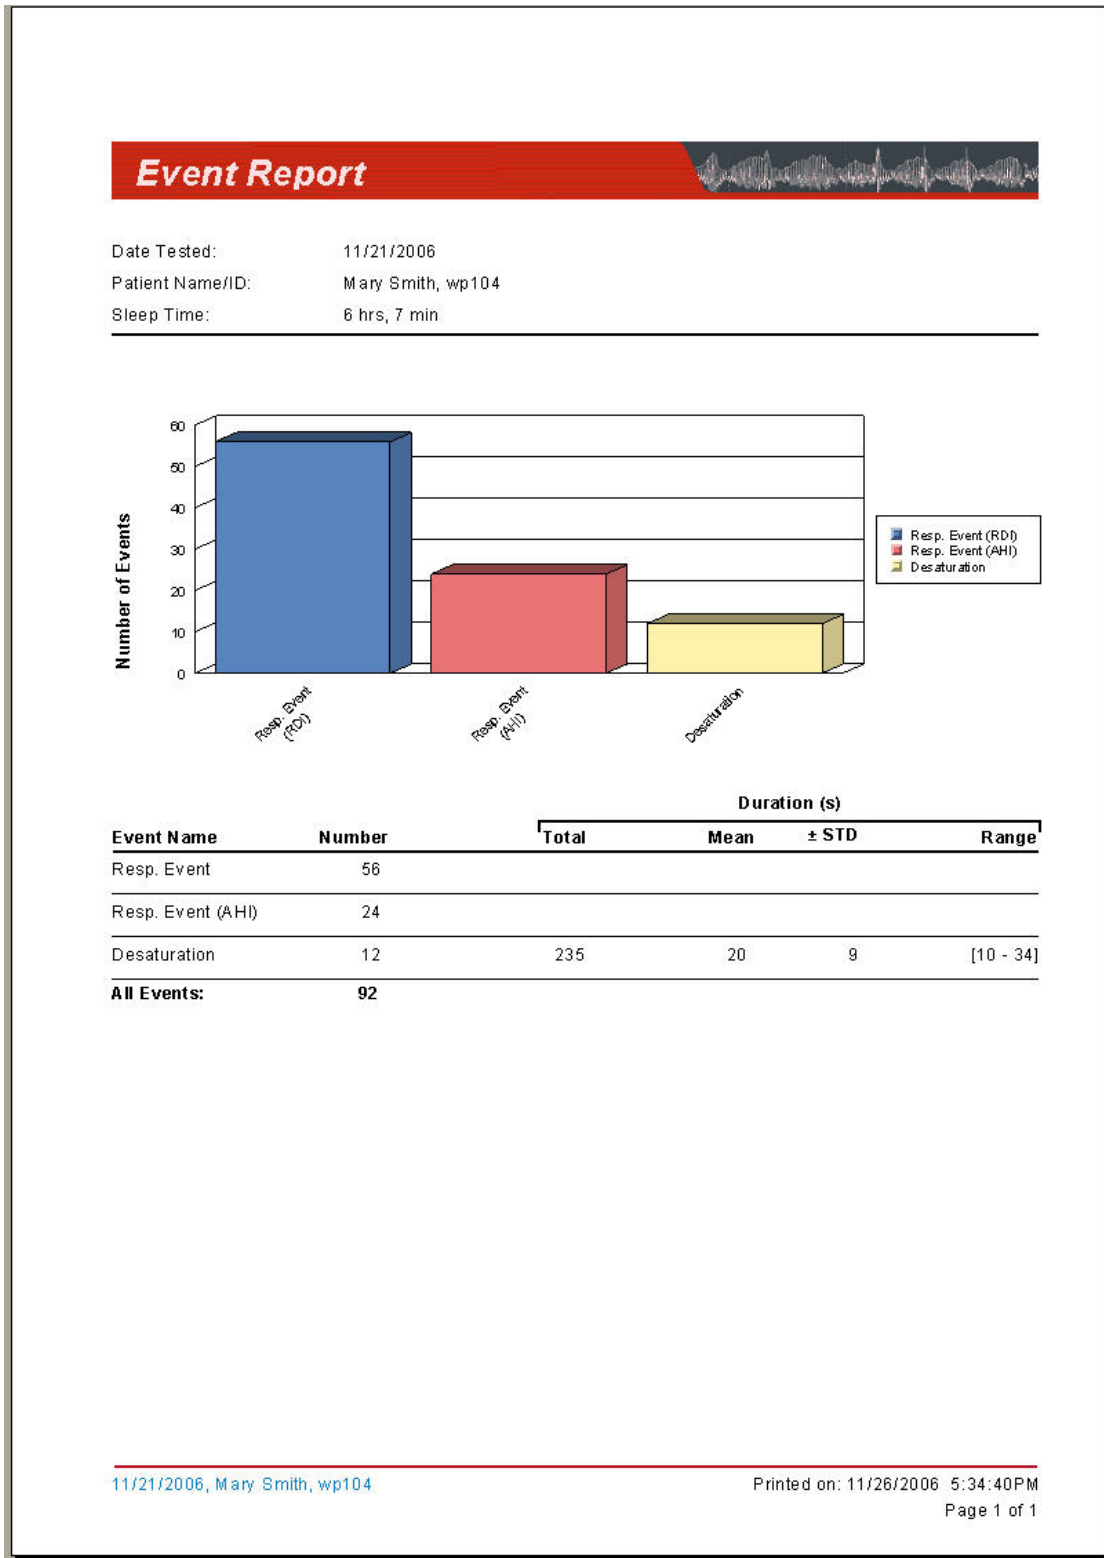 Event Report
Date Tested: 11/21/2006
Patient Name/ID: Mary Smith, wp104
Sleep Time: 6 hrs, 7 min
60
50
40
30
20
10
0
Number of Events
Resp. Event
(RDI)
Resp. Event
(AHI)
Desaturation
Resp. Event (RDI)
Resp. Event (AHI)
Desaturation
Duration (s)
Event Name Number Total Mean ± STD Range
Resp. Event 56
Resp. Event (AHI) 24
Desaturation 12 235 20 9 [10 - 34]
All Events: 92
11/21/2006, Mary Smith, wp104 Printed on: 11/26/2006 5:34:40PM
Page 1 of 1